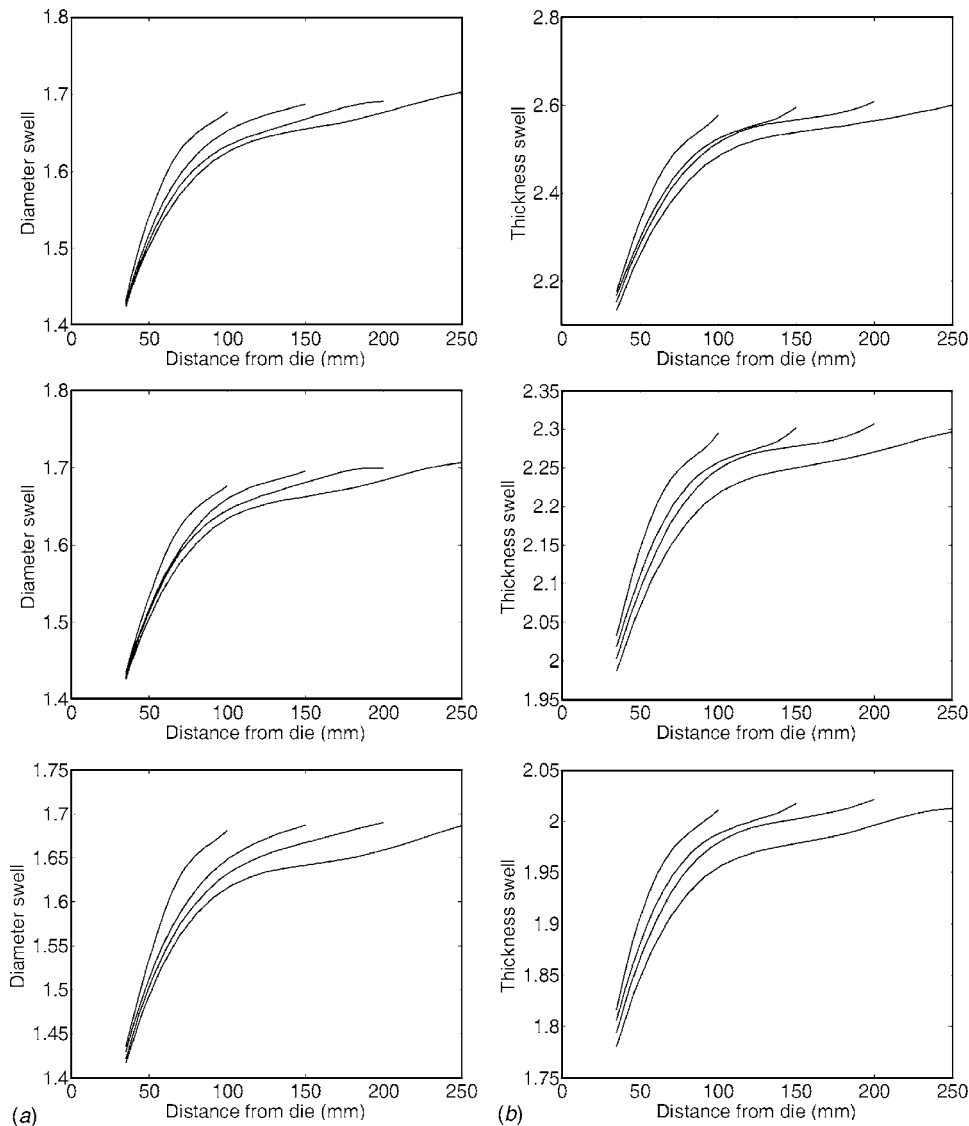 1.8
1.7
1.6
1.5
1.4
0 50 100 150 200 250
Diameter swell
Distance from die (mm)
2.8
2.6
2.4
2.2
0 50 100 150 200 250
Thickness swell
Distance from die (mm)
1.8
1.7
1.6
1.5
1.4
0 50 100 150 200 250
Diameter swell
Distance from die (mm)
2.35
2.3
2.25
2.2
2.15
2.1
2.05
2
1.95
0 50 100 150 200 250
Thickness swell
Distance from die (mm)
1.75
1.7
1.65
1.6
1.55
1.5
1.45
1.4
0 50 100 150 200 250
Diameter swell
Distance from die (mm)
(a)
2.05
2
1.95
1.9
1.85
1.8
1.75
0 50 100 150 200 250
Thickness swell
Distance from die (mm)
(b)